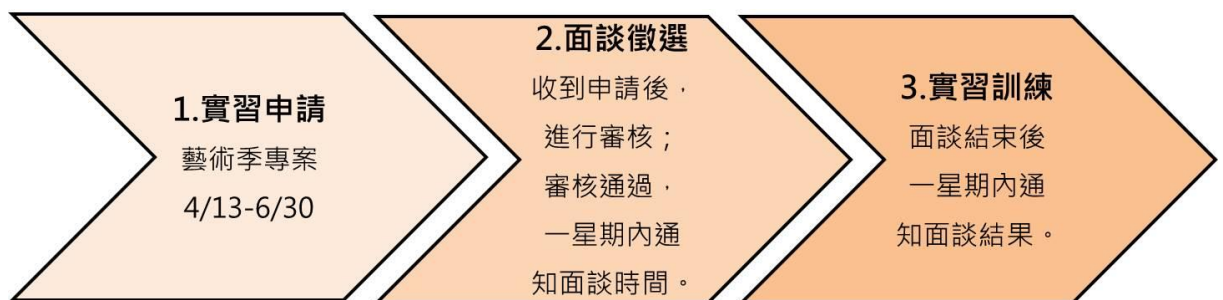 1.實習申請
藝術季專案
4/13-6/30
2.面談徵選
收到申請後，
進行審核；
審核通過，
一星期內通
知面談時間。
3.實習訓練
面談結束後
一星期內通
知面談結果。